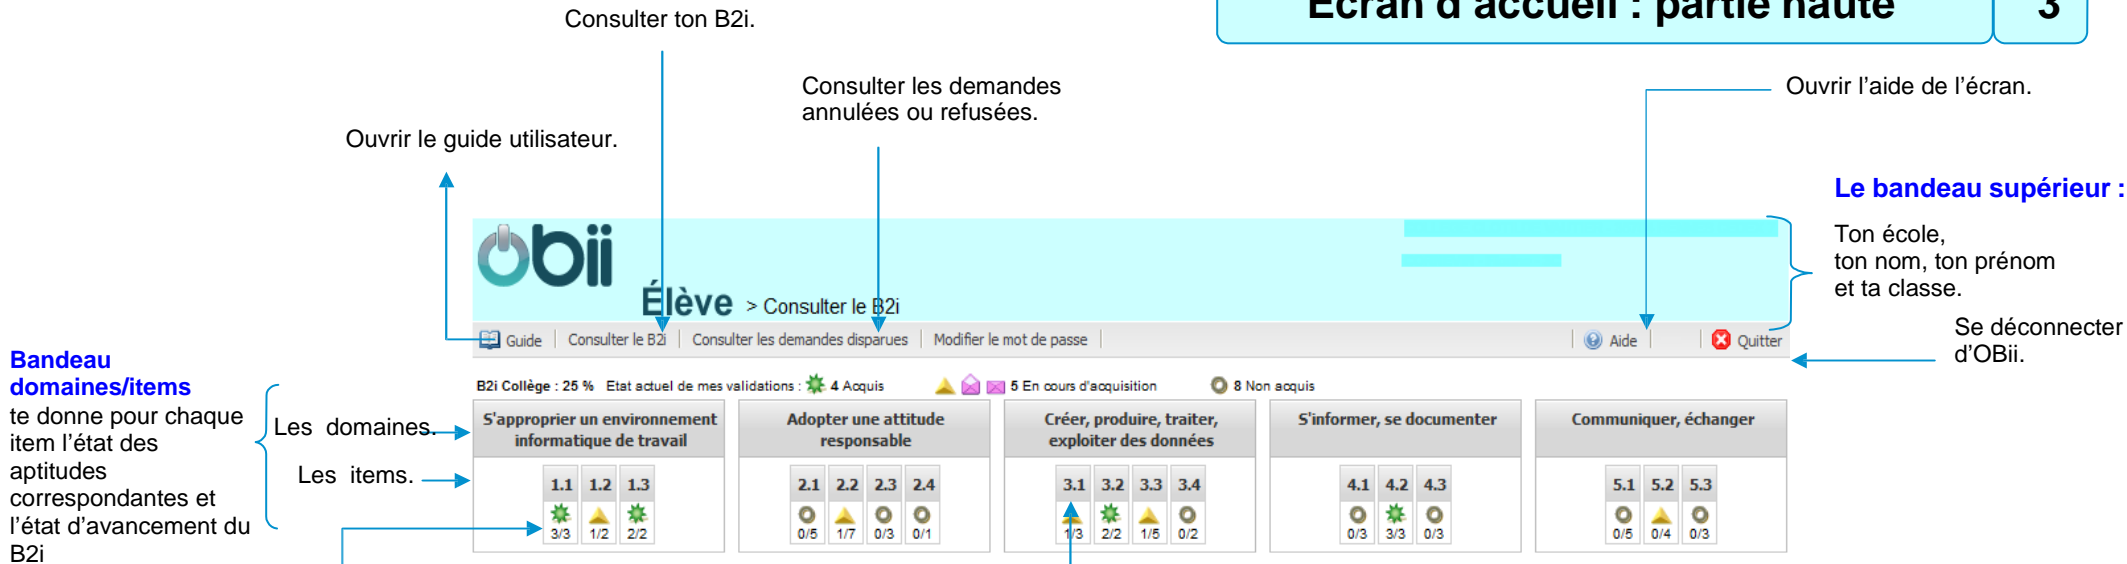 Ecran d'accueil : partie haute
3
Consulter ton B2i.
Consulter les demandes
annulées ou refusées.
Ouvrir l'aide de l'écran.
Ouvrir le guide utilisateur.
Le bandeau supérieur :
Ton école,
ton nom, ton prénom
et ta classe.
Obii
Élève > Consulter le B2i
Guide Consulter le B2i Consulter les demandes disparues Modifier le mot de passe Aide Quitter
Se déconnecter
d'OBii.
Bandeau
domaines/items
te donne pour chaque
item l'état des
aptitudes
correspondantes et
l'état d'avancement du
B2i
B2i Collège : 25 % Etat actuel de mes validations : 4 Acquis 5 En cours d'acquisition 8 Non acquis
Les domaines.
Les items.
S'approprier un environnement
informatique de travail
1.1 1.2 1.3
3/3 1/2 2/2
Adopter une attitude
responsable
2.1 2.2 2.3 2.4
0/5 1/7 0/3 0/1
Créer, produire, traiter,
exploiter des données
3.1 3.2 3.3 3.4
1/3 2/2 1/5 0/2
S'informer, se documenter
4.1 4.2 4.3
0/3 3/3 0/3
Communiquer, échanger
5.1 5.2 5.3
0/5 0/4 0/3